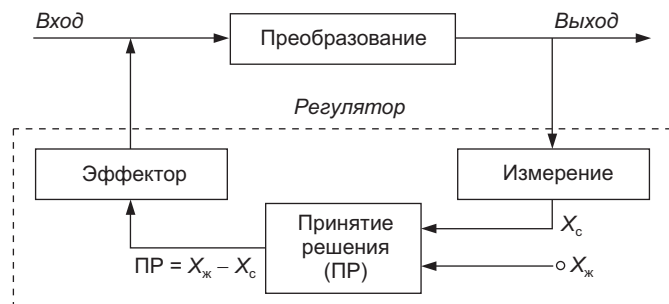 Вход
Выход
Преобразование
Регулятор
Эффектор
Измерение
Принятие
решения
(ПР)
Xс
Xж
ПР = Xж – Xс